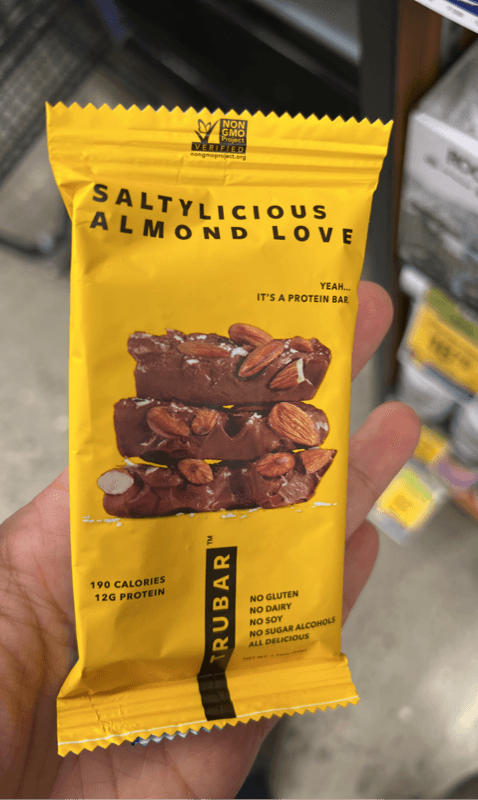 NON
GMO
Project
VERIFIED
nongmoproject.org
SALTYLICIOUS
ALMOND LOVE
YEAH...
IT'S A PROTEIN BAR.
190 CALORIES
12G PROTEIN
TRUBAR™
NO GLUTEN
NO DAIRY
NO SOY
NO SUGAR ALCOHOLS
ALL DELICIOUS